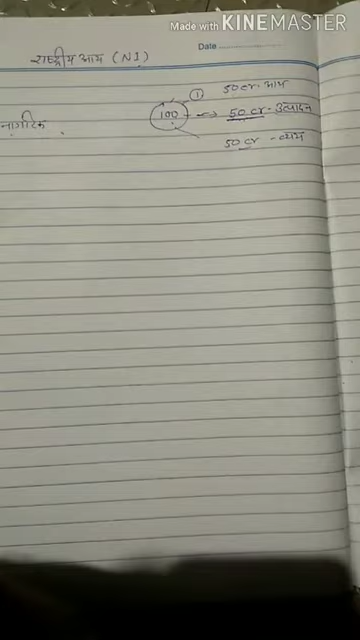 Made with KINEMASTER
Date
राष्ट्रीय आय (NI)
① 50 cr - आय
100 → 50 cr - उत्पादन
नागरिक
50 cr - व्यय